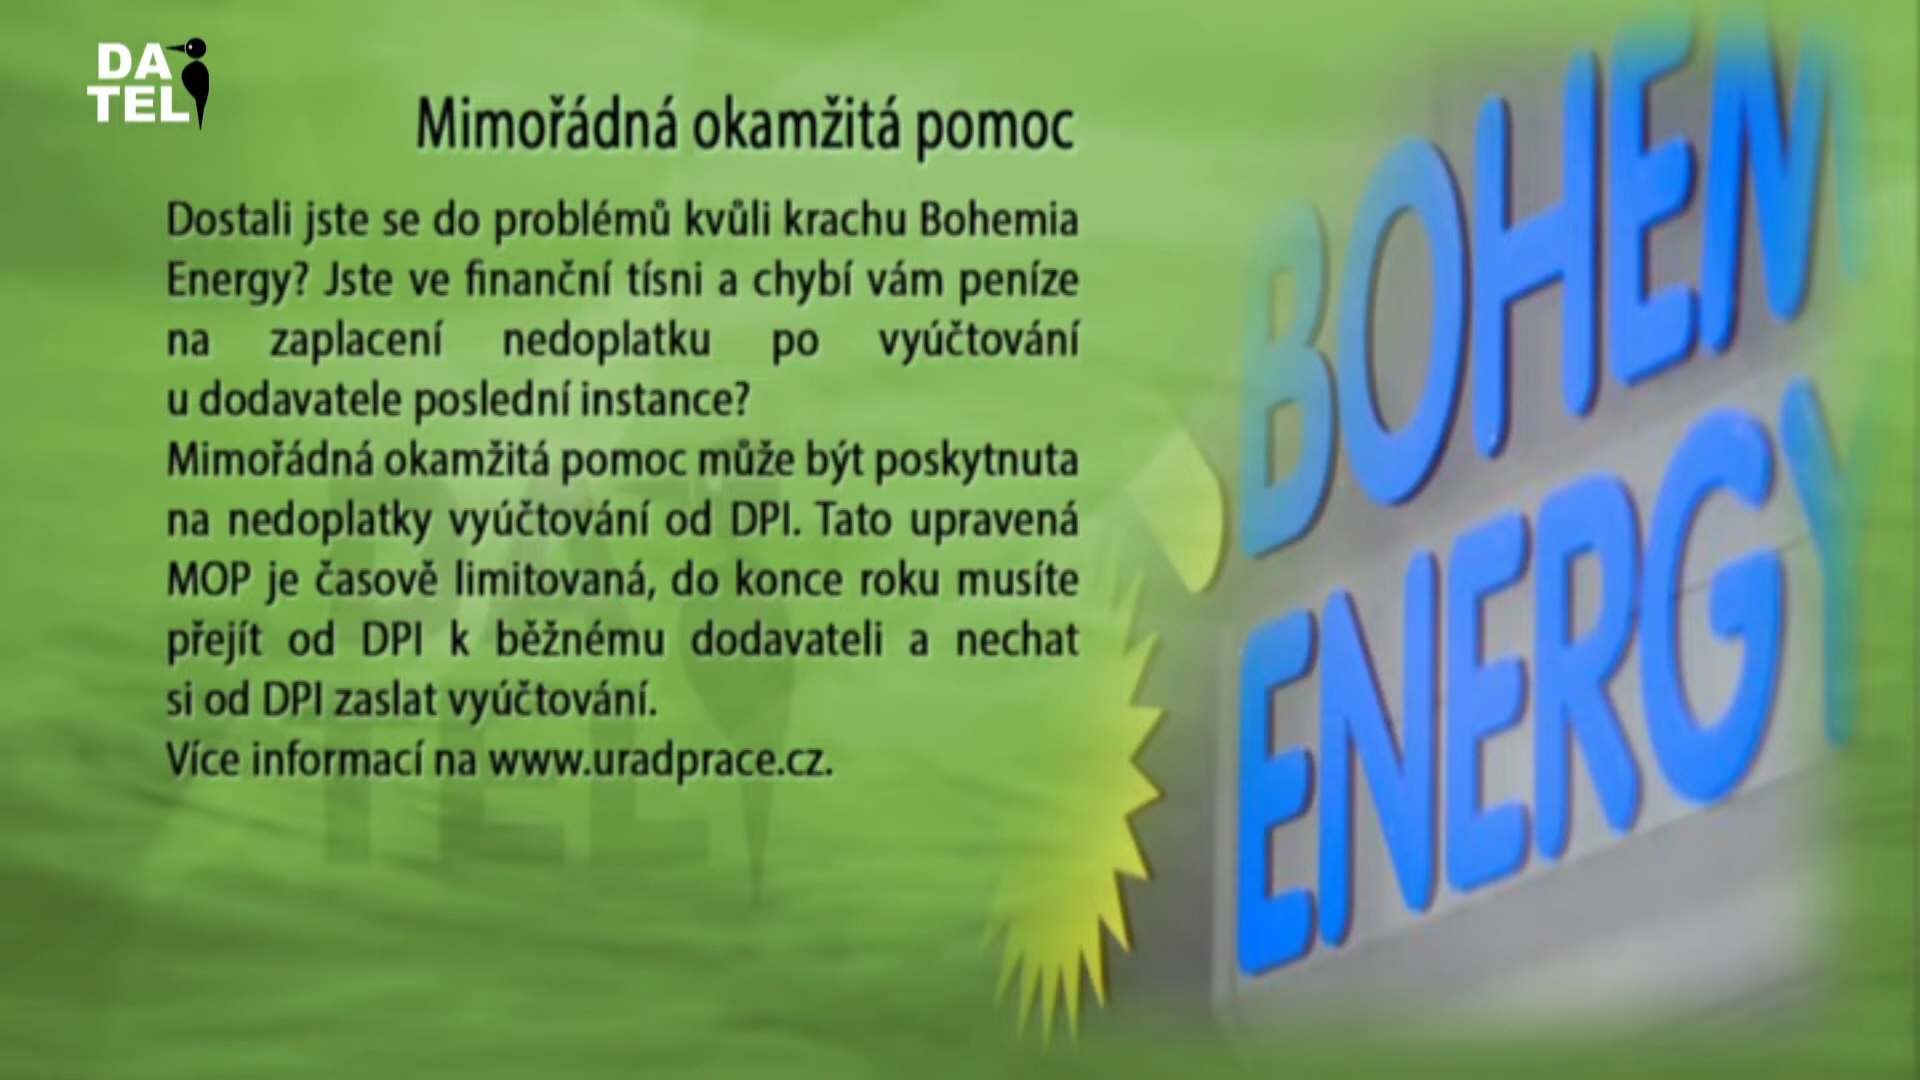 DA
TEL
Mimořádná okamžitá pomoc
Dostali jste se do problémů kvůli krachu Bohemia
Energy? Jste ve finanční tísni a chybí vám peníze
na zaplacení nedoplatku po vyúčtování
u dodavatele poslední instance?
Mimořádná okamžitá pomoc může být poskytnuta
na nedoplatky vyúčtování od DPI. Tato upravená
MOP je časově limitovaná, do konce roku musíte
přejít od DPI k běžnému dodavateli a nechat
si od DPI zaslat vyúčtování.
Více informací na www.uradprace.cz.
BOHEM
ENERGY